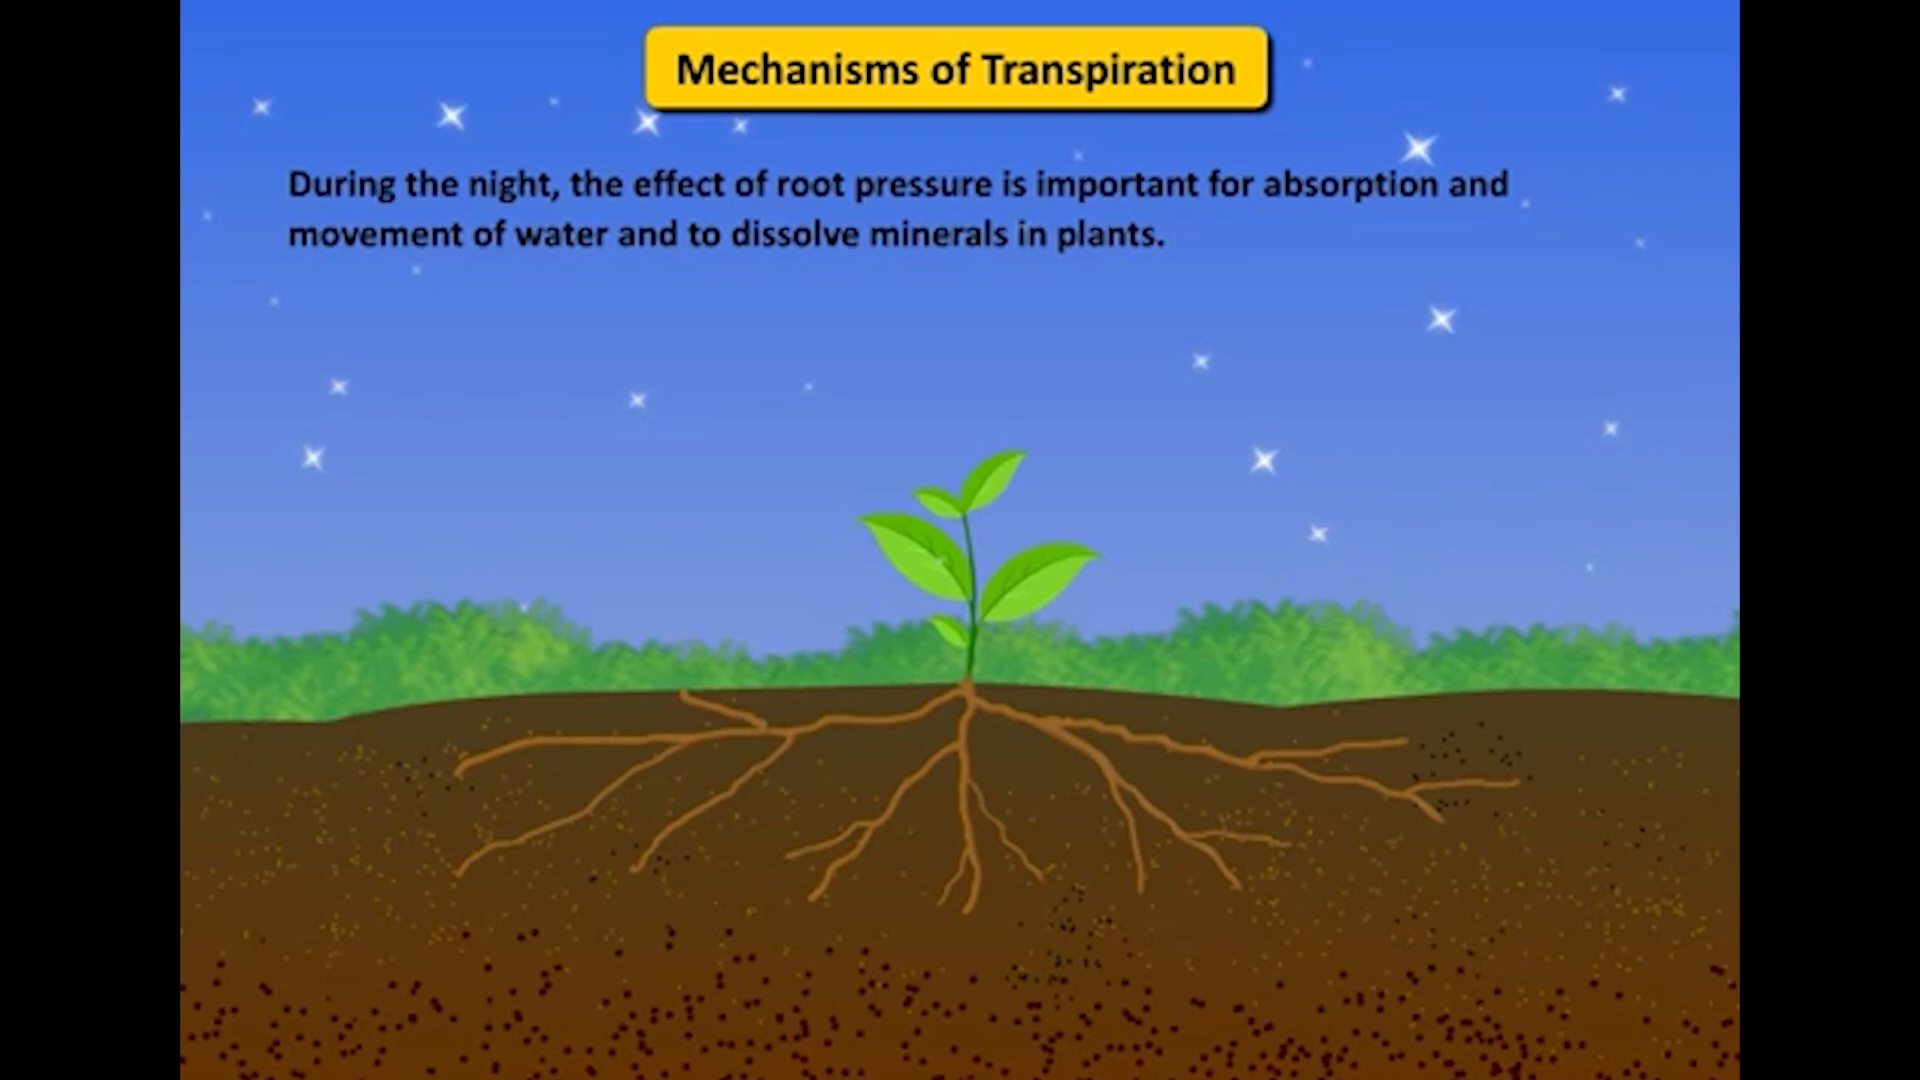 Mechanisms of Transpiration
During the night, the effect of root pressure is important for absorption and
movement of water and to dissolve minerals in plants.